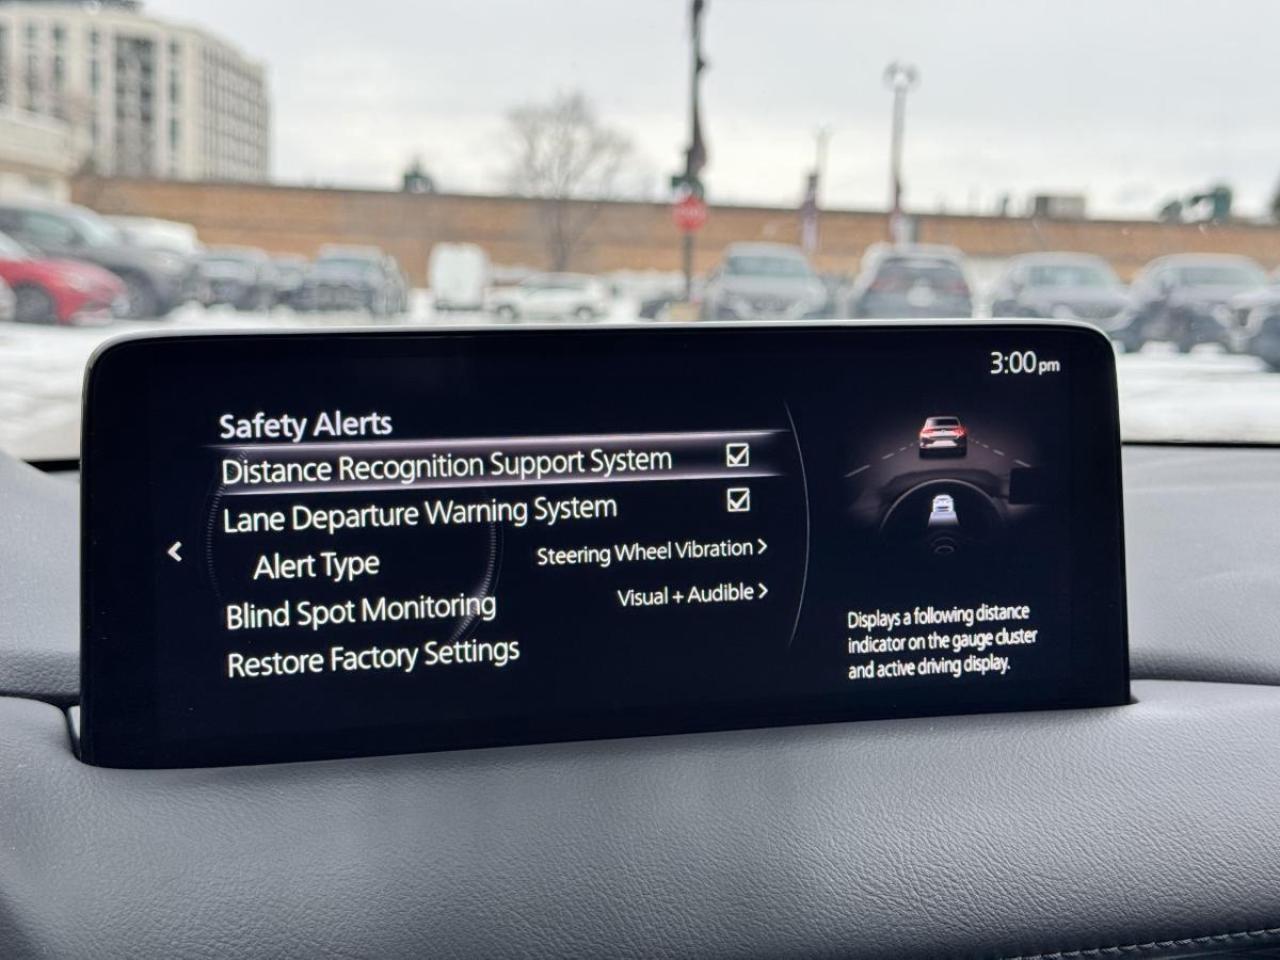 3:00pm
Safety Alerts
Distance Recognition Support System
Lane Departure Warning System
Alert Type
Steering Wheel Vibration >
Blind Spot Monitoring
Visual + Audible >
Restore Factory Settings
Displays a following distance
indicator on the gauge cluster
and active driving display.